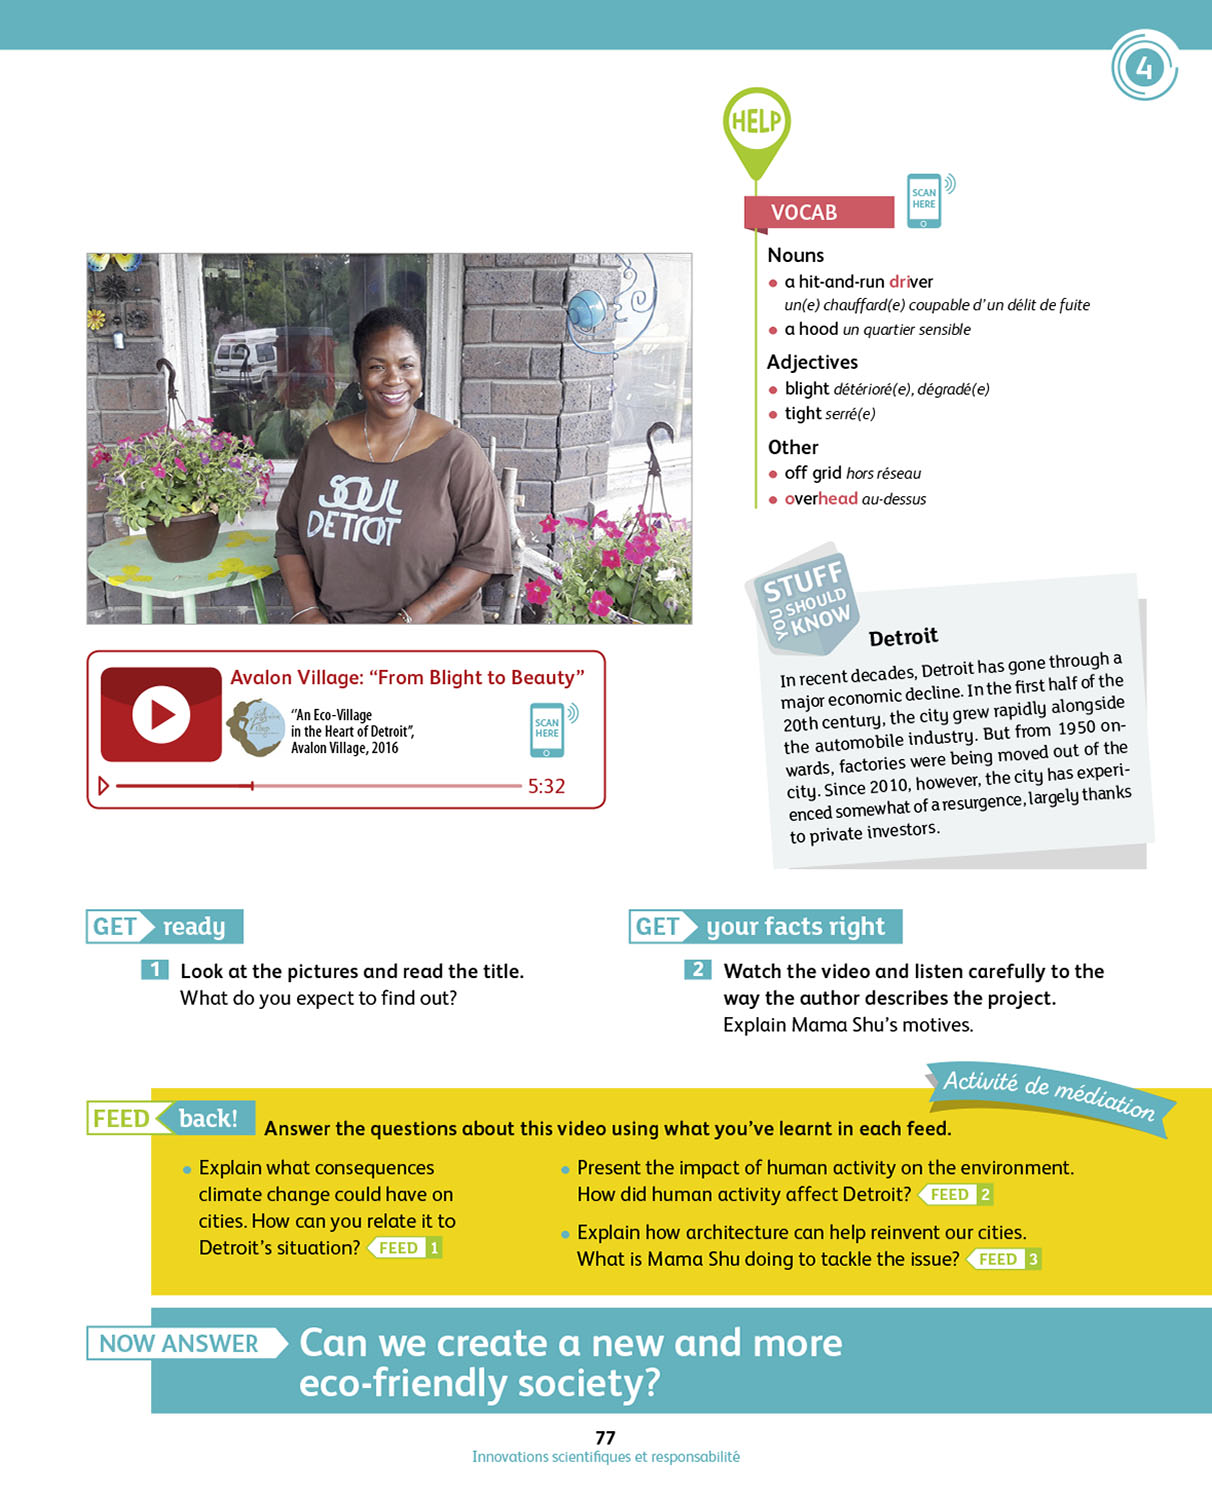 4
HELP
VOCAB
SCAN
HERE
Nouns
• a hit-and-run driver
un(e) chauffard(e) coupable d’un délit de fuite
• a hood un quartier sensible
Adjectives
• blight détérioré(e), dégradé(e)
• tight serré(e)
Other
• off grid hors réseau
• overhead au-dessus
SOUL
DETROIT
Avalon Village: “From Blight to Beauty”
“An Eco-Village
in the Heart of Detroit”,
Avalon Village, 2016
SCAN
HERE
5:32
STUFF
YOU SHOULD
KNOW
Detroit
In recent decades, Detroit has gone through a
major economic decline. In the first half of the
20th century, the city grew rapidly alongside
the automobile industry. But from 1950 on-
wards, factories were being moved out of the
city. Since 2010, however, the city has experi-
enced somewhat of a resurgence, largely thanks
to private investors.
GET ready
1 Look at the pictures and read the title.
What do you expect to find out?
GET your facts right
2 Watch the video and listen carefully to the
way the author describes the project.
Explain Mama Shu’s motives.
Activité de médiation
FEED back!
Answer the questions about this video using what you’ve learnt in each feed.
• Explain what consequences
climate change could have on
cities. How can you relate it to
Detroit’s situation? FEED 1
• Present the impact of human activity on the environment.
How did human activity affect Detroit? FEED 2
• Explain how architecture can help reinvent our cities.
What is Mama Shu doing to tackle the issue? FEED 3
NOW ANSWER
Can we create a new and more
eco-friendly society?
77
Innovations scientifiques et responsabilité